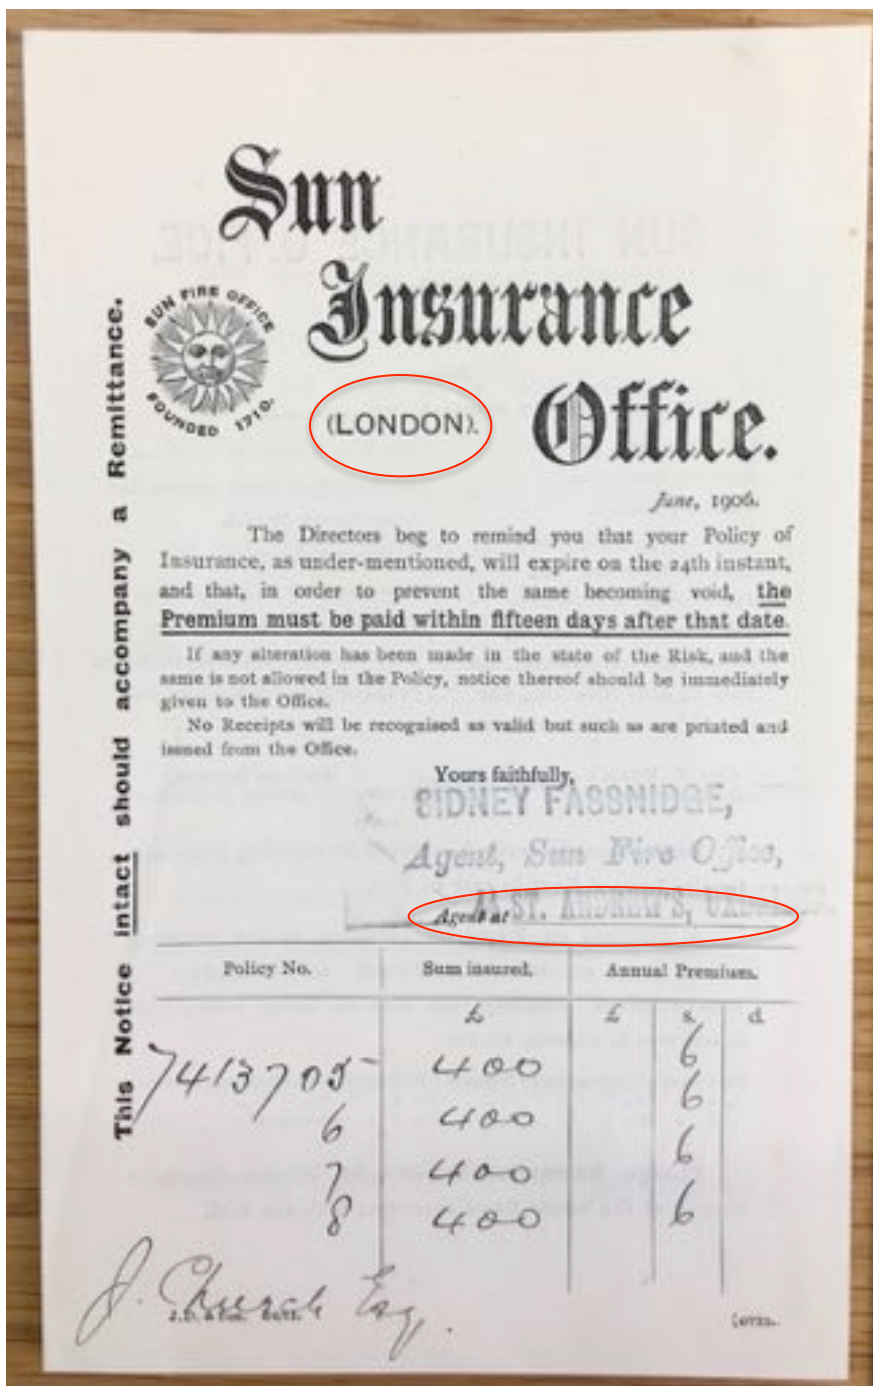 Sun
Insurance
(LONDON).
Office.
SUN FIRE OFFICE
FOUNDED 1710.
This Notice intact should accompany a Remittance.
June, 1906.
The Directors beg to remind you that your Policy of
Insurance, as under-mentioned, will expire on the 24th instant,
and that, in order to prevent the same becoming void, the
Premium must be paid within fifteen days after that date.
If any alteration has been made in the state of the Risk, and the
same is not allowed in the Policy, notice thereof should be immediately
given to the Office.
No Receipts will be recognised as valid but such as are printed and
issued from the Office.
Yours faithfully,
SIDNEY FASSNIDGE,
Agent, Sun Fire Office,
Agent at ST. ANDREW'S,
Policy No. Sum insured. Annual Premium.
£ £ s. d.
7413705 400 6
6 400 6
7 400 6
8 400 6
J. Church Esq.